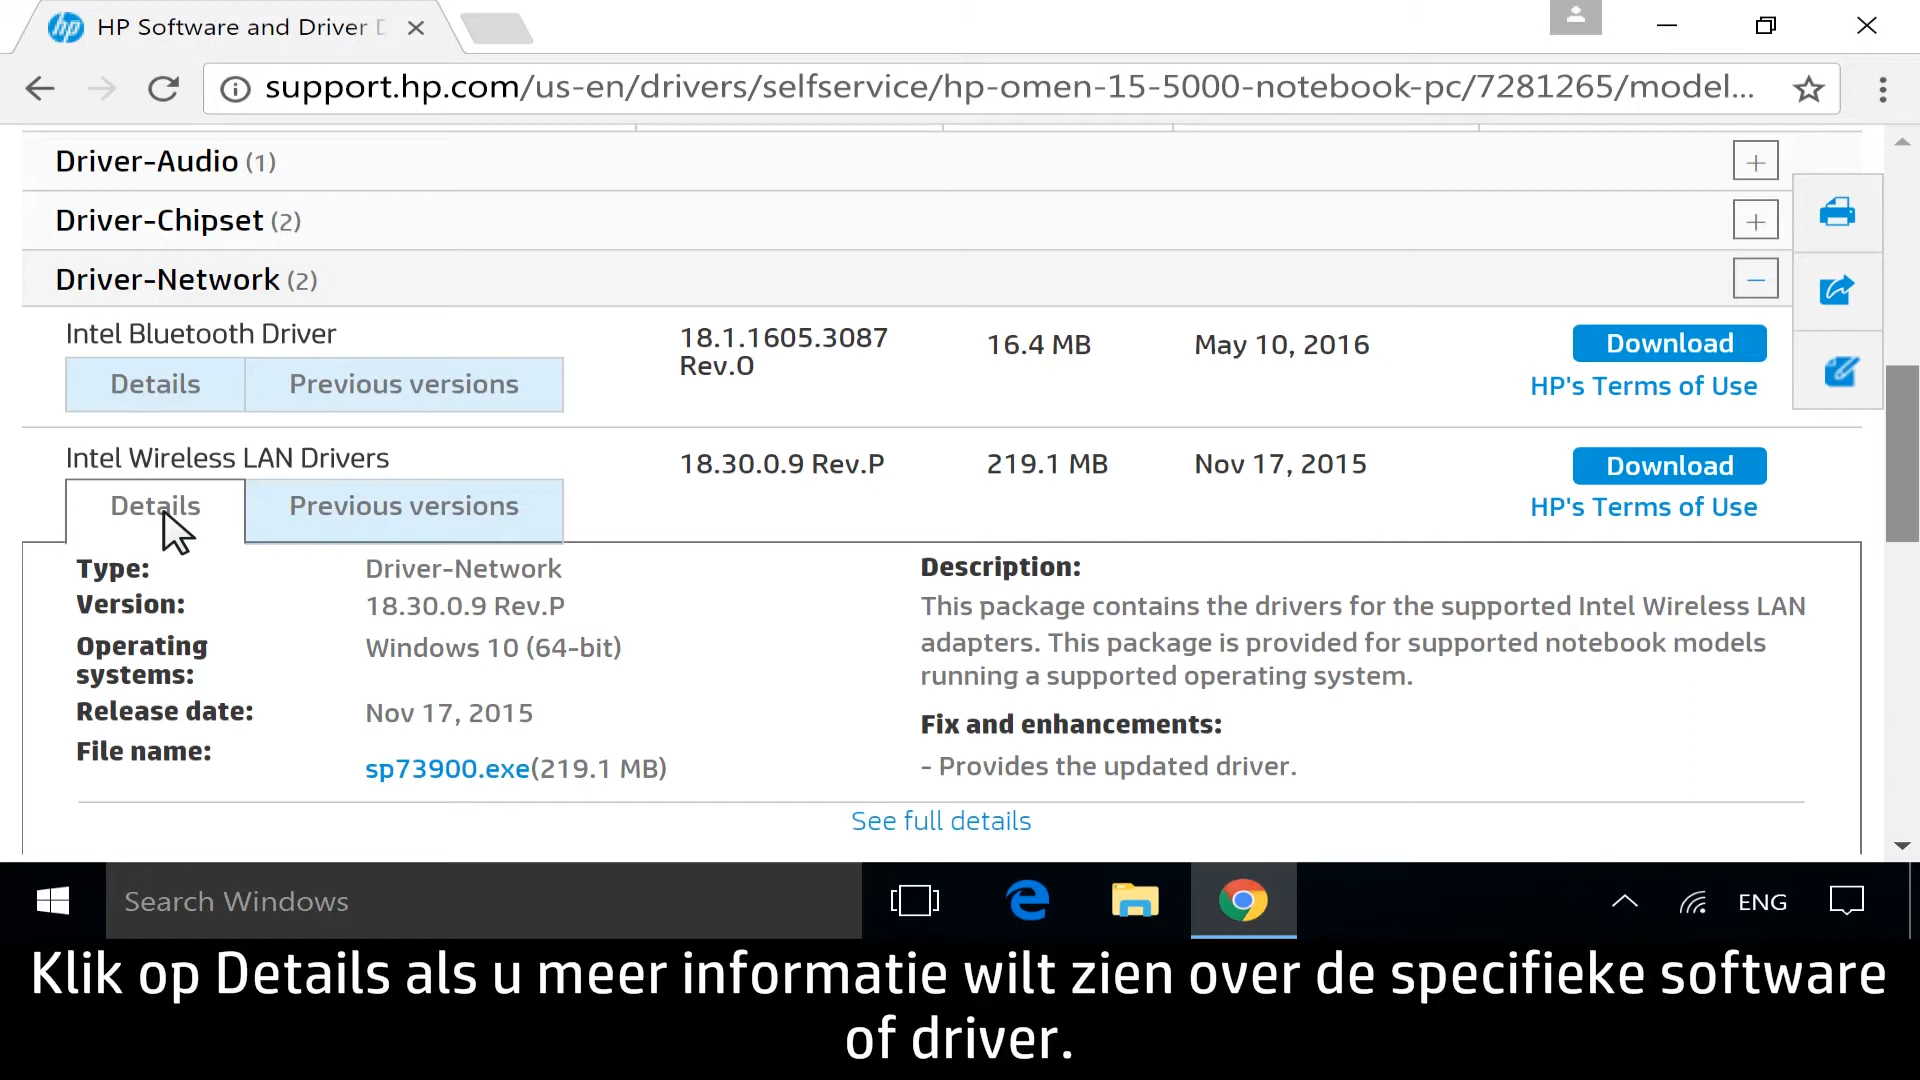 hp HP Software and Driver D
support.hp.com/us-en/drivers/selfservice/hp-omen-15-5000-notebook-pc/7281265/model...
Driver-Audio (1)
Driver-Chipset (2)
Driver-Network (2)
Intel Bluetooth Driver
18.1.1605.3087
Rev.O
16.4 MB
May 10, 2016
Download
HP's Terms of Use
Details Previous versions
Intel Wireless LAN Drivers
18.30.0.9 Rev.P
219.1 MB
Nov 17, 2015
Download
HP's Terms of Use
Details Previous versions
Type: Driver-Network
Version: 18.30.0.9 Rev.P
Operating
systems:
Windows 10 (64-bit)
Release date: Nov 17, 2015
File name:
sp73900.exe(219.1 MB)
Description:
This package contains the drivers for the supported Intel Wireless LAN
adapters. This package is provided for supported notebook models
running a supported operating system.
Fix and enhancements:
- Provides the updated driver.
See full details
Search Windows
ENG
Klik op Details als u meer informatie wilt zien over de specifieke software
of driver.